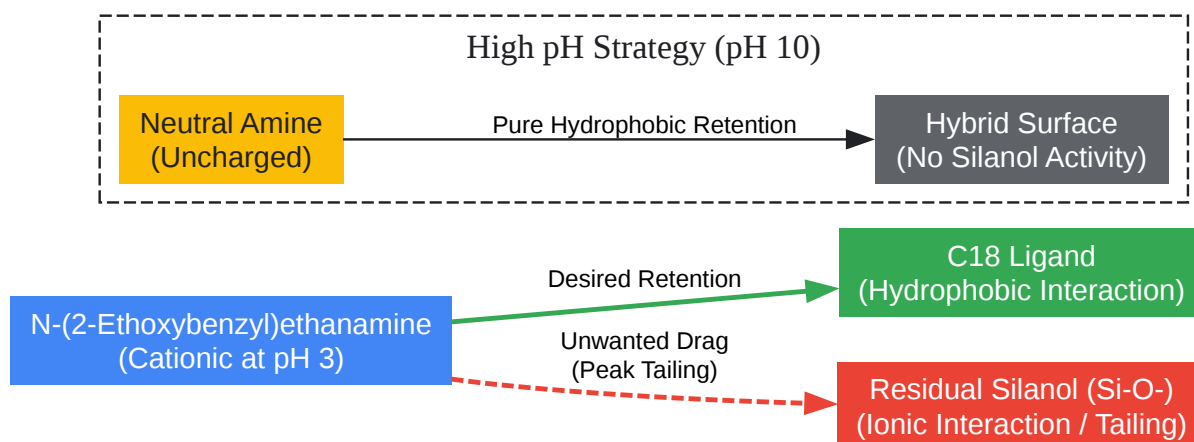 High pH Strategy (pH 10)
Neutral Amine
(Uncharged)
Pure Hydrophobic Retention
Hybrid Surface
(No Silanol Activity)
N-(2-Ethoxybenzyl)ethanamine
(Cationic at pH 3)
Desired Retention
C18 Ligand
(Hydrophobic Interaction)
Unwanted Drag
(Peak Tailing)
Residual Silanol (Si-O-)
(Ionic Interaction / Tailing)